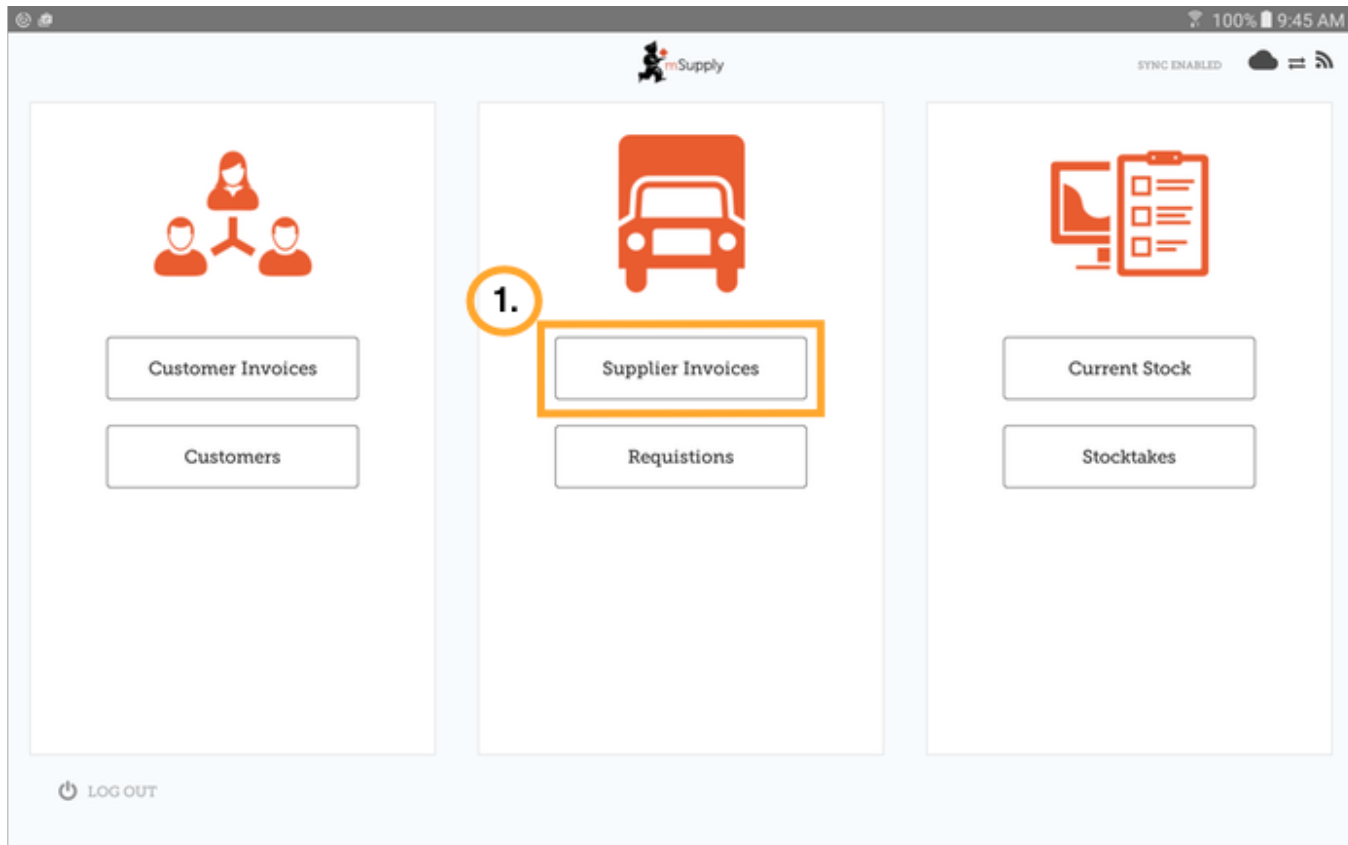 100% 9:45 AM
mSupply
SYNC ENABLED
1.
Customer Invoices
Supplier Invoices
Current Stock
Customers
Requistions
Stocktakes
LOG OUT